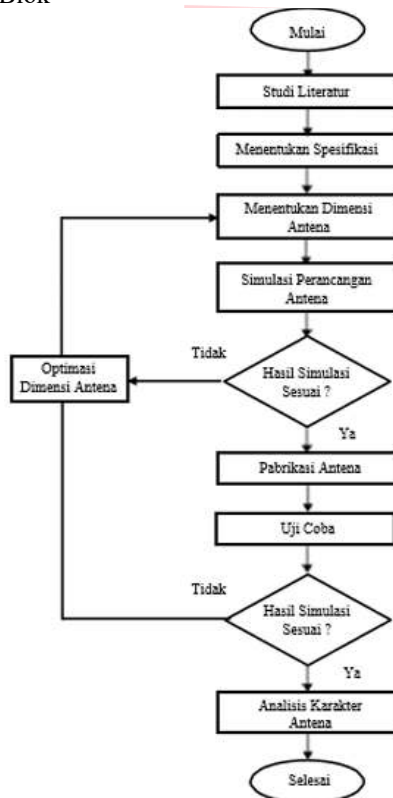 Blok
Mulai
Studi Literatur
Menentukan Spesifikasi
Menentukan Dimensi
Antena
Simulasi Perancangan
Antena
Tidak
Optimasi
Dimensi Antena
Hasil Simulasi
Sesuai ?
Ya
Pabrikasi Antena
Uji Coba
Tidak
Hasil Simulasi
Sesuai ?
Ya
Analisis Karakter
Antena
Selesai